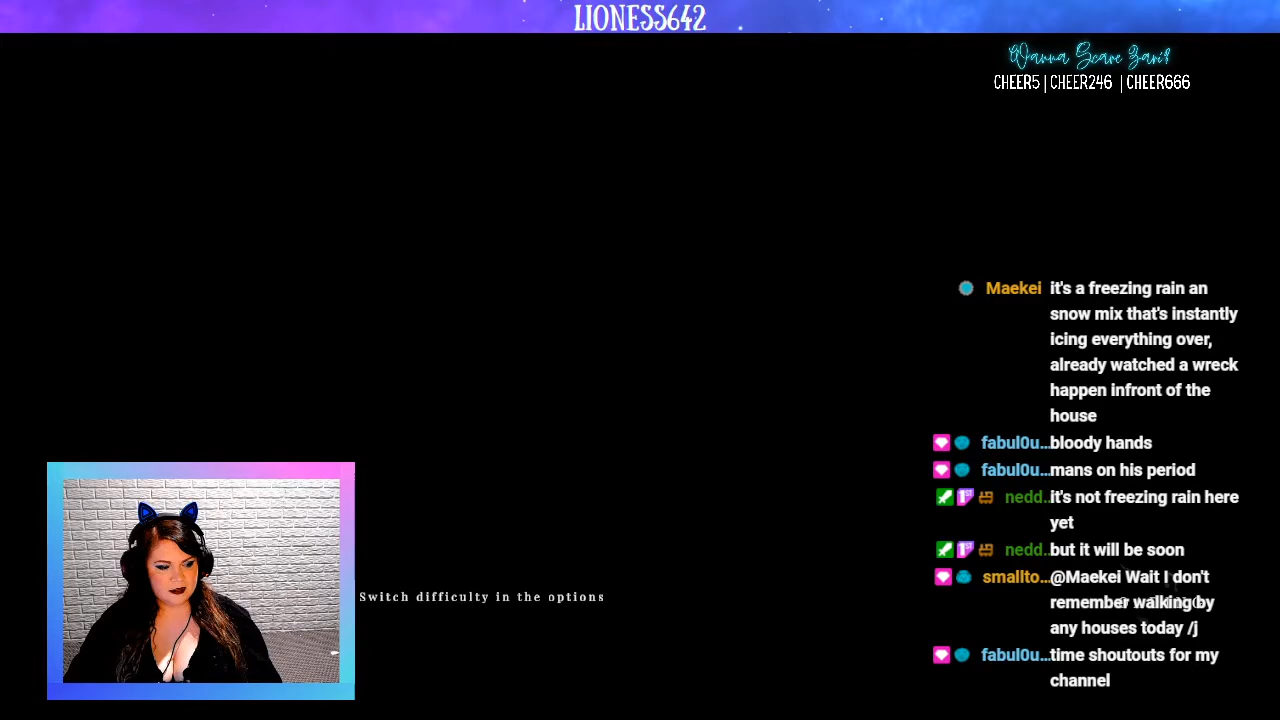 LIONESS642
Wanna Scare Zari?
CHEER5 | CHEER246 | CHEER666
Maekei it's a freezing rain an
snow mix that's instantly
icing everything over,
already watched a wreck
happen infront of the
house
fabul0u... bloody hands
fabul0u... mans on his period
1ST nedd... it's not freezing rain here
yet
1ST nedd... but it will be soon
smallto... @Maekei Wait I don't
remember walking by
any houses today /j
fabul0u... time shoutouts for my
channel
Switch difficulty in the options